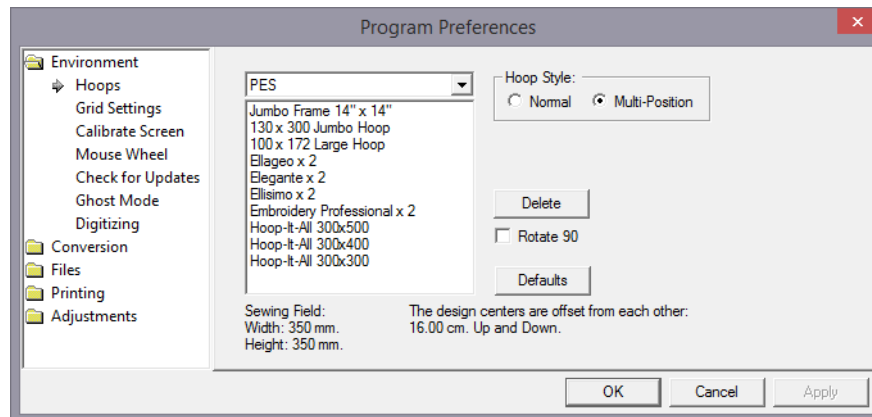 Program Preferences
Environment
Hoops
Grid Settings
Calibrate Screen
Mouse Wheel
Check for Updates
Ghost Mode
Digitizing
Conversion
Files
Printing
Adjustments
PES
Jumbo Frame 14" x 14"
130 x 300 Jumbo Hoop
100 x 172 Large Hoop
Ellageo x 2
Elegante x 2
Ellisimo x 2
Embroidery Professional x 2
Hoop-It-All 300x500
Hoop-It-All 300x400
Hoop-It-All 300x300
Hoop Style:
Normal Multi-Position
Delete
Rotate 90
Defaults
Sewing Field:
Width: 350 mm.
Height: 350 mm.
The design centers are offset from each other:
16.00 cm. Up and Down.
OK Cancel Apply